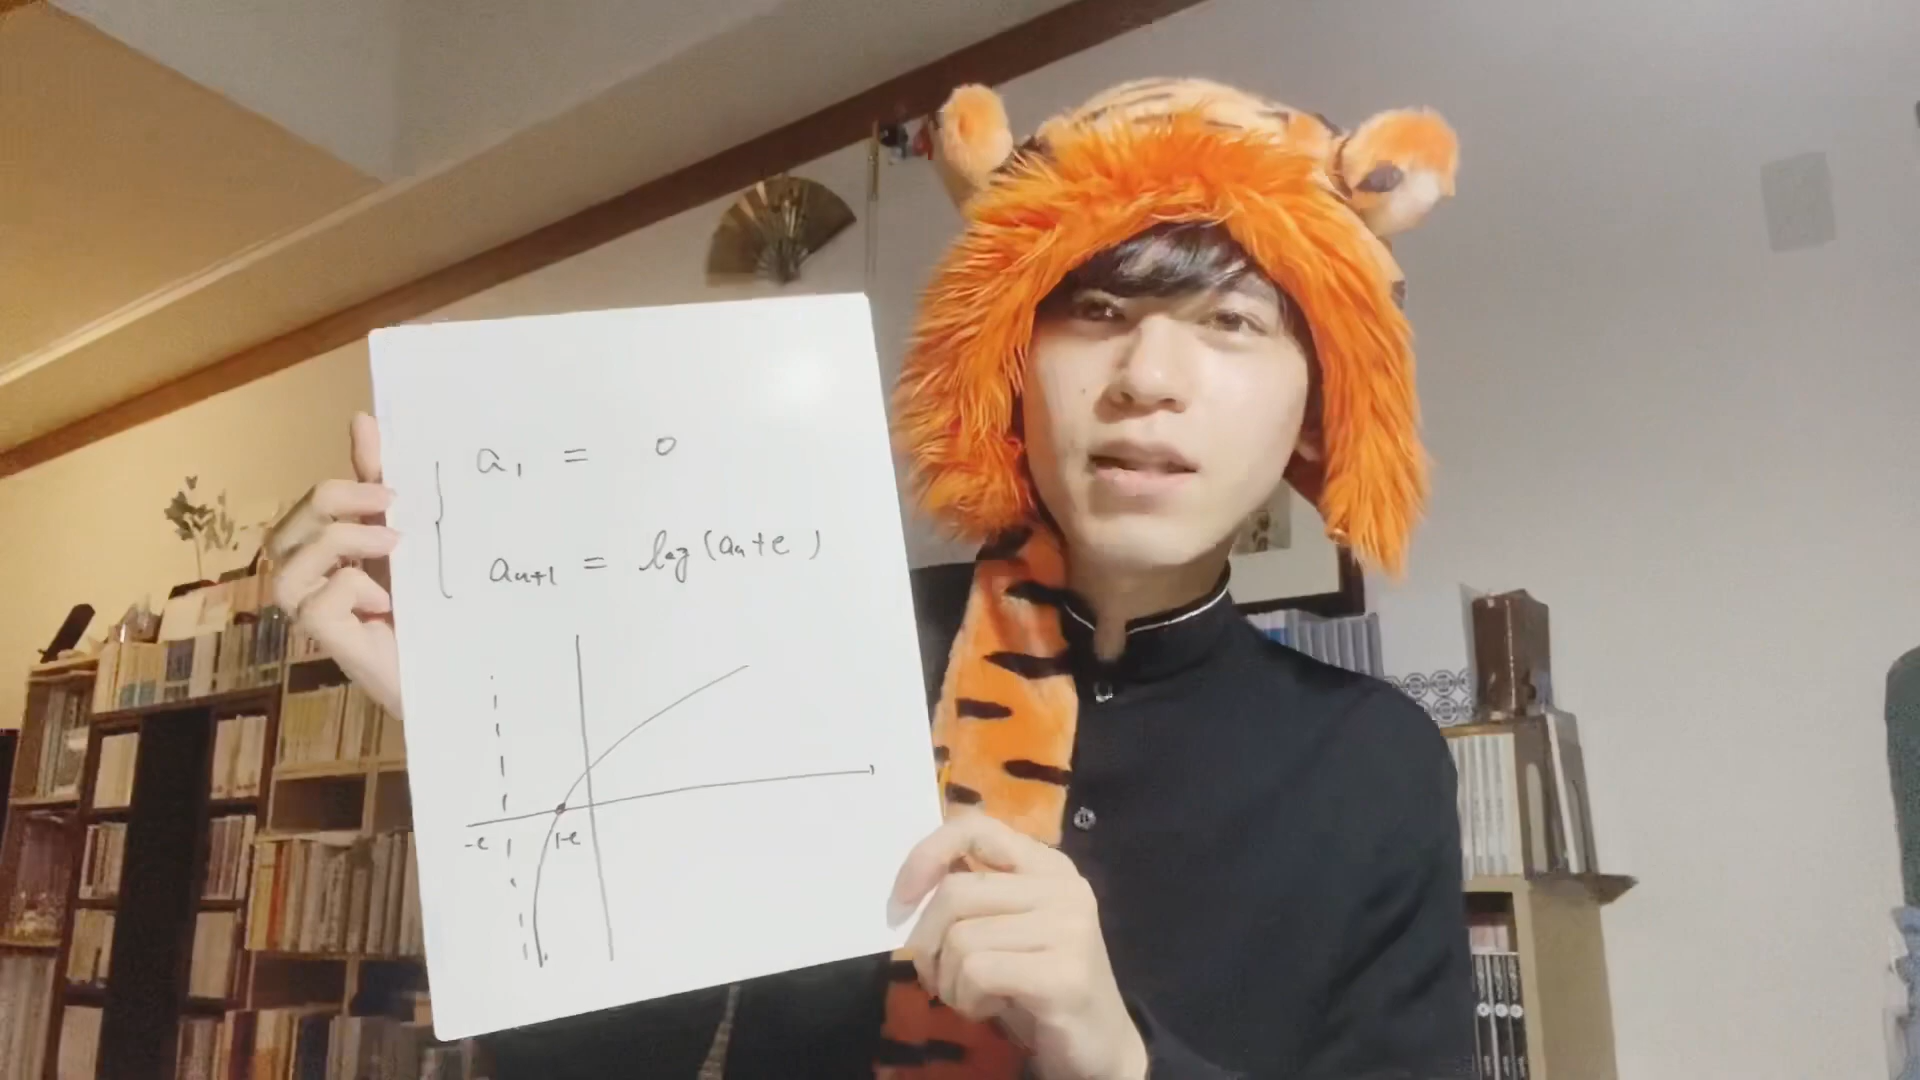 a₁ = 0
aₙ₊₁ = log(aₙ+e)
-e 1-e